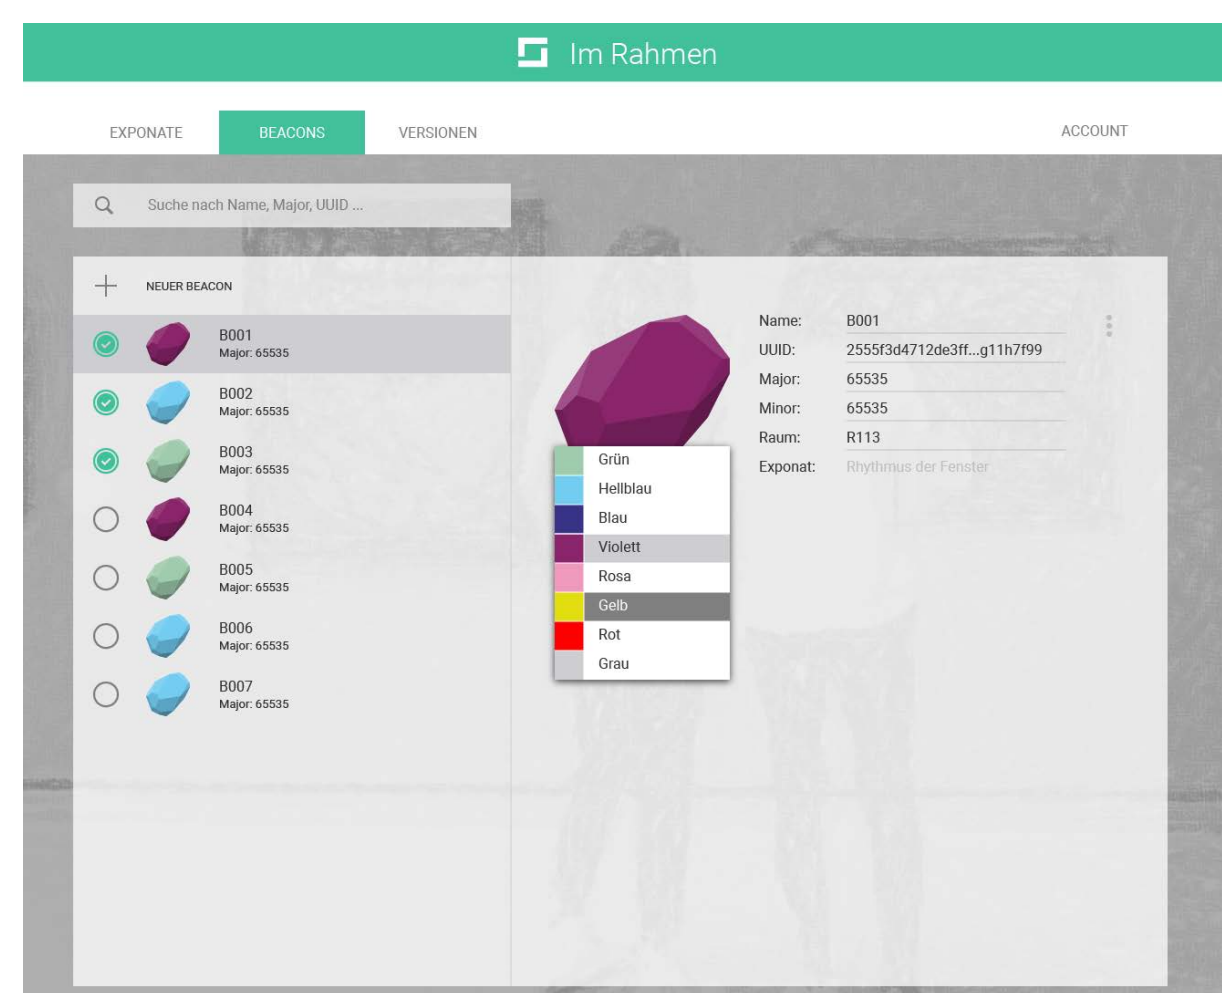 Im Rahmen
EXPONATE
BEACONS
VERSIONEN
ACCOUNT
Suche nach Name, Major, UUID ...
NEUER BEACON
B001
Major: 65535
B002
Major: 65535
B003
Major: 65535
B004
Major: 65535
B005
Major: 65535
B006
Major: 65535
B007
Major: 65535
Name: B001
UUID: 2555f3d4712de3ff...g11h7f99
Major: 65535
Minor: 65535
Raum: R113
Exponat: Rhythmus der Fenster
Grün
Hellblau
Blau
Violett
Rosa
Gelb
Rot
Grau